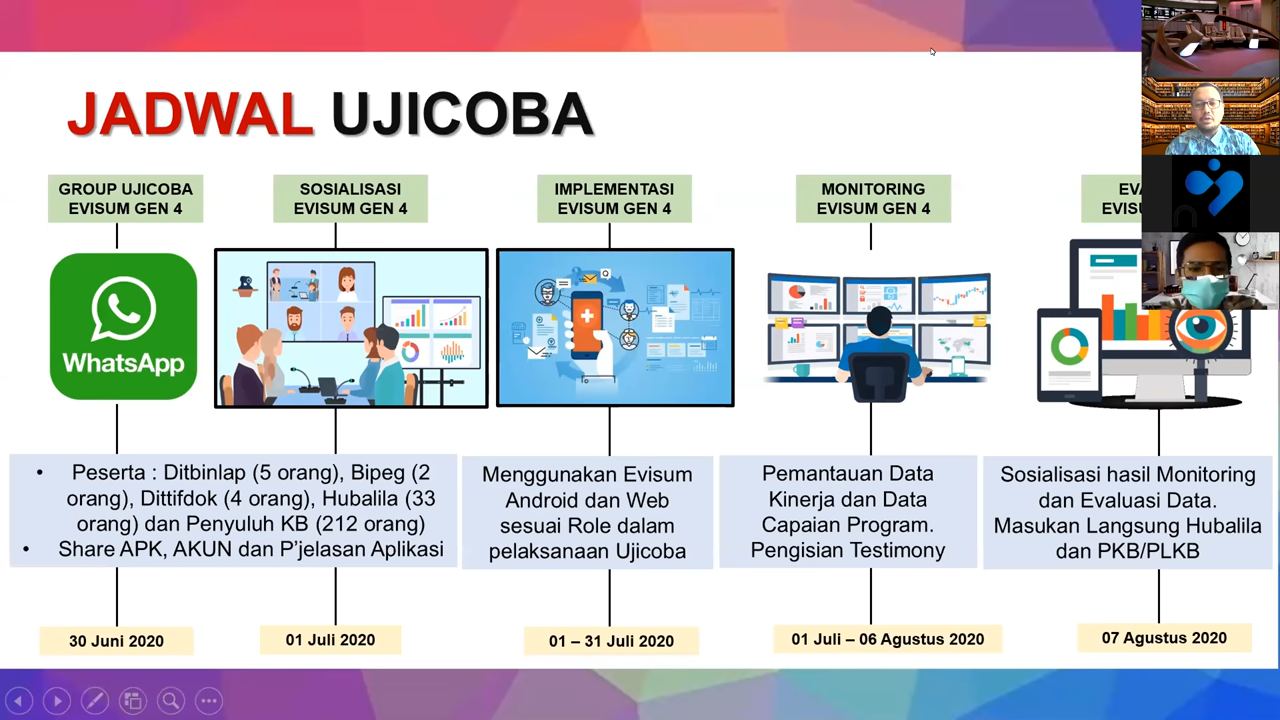 JADWAL UJICOBA
GROUP UJICOBA
EVISUM GEN 4
SOSIALISASI
EVISUM GEN 4
IMPLEMENTASI
EVISUM GEN 4
MONITORING
EVISUM GEN 4
WhatsApp
• Peserta : Ditbinlap (5 orang), Bipeg (2
orang), Dittifdok (4 orang), Hubalila (33
orang) dan Penyuluh KB (212 orang)
• Share APK, AKUN dan P'jelasan Aplikasi
Menggunakan Evisum
Android dan Web
sesuai Role dalam
pelaksanaan Ujicoba
Pemantauan Data
Kinerja dan Data
Capaian Program.
Pengisian Testimony
Sosialisasi hasil Monitoring
dan Evaluasi Data.
Masukan Langsung Hubalila
dan PKB/PLKB
30 Juni 2020
01 Juli 2020
01 – 31 Juli 2020
01 Juli – 06 Agustus 2020
07 Agustus 2020